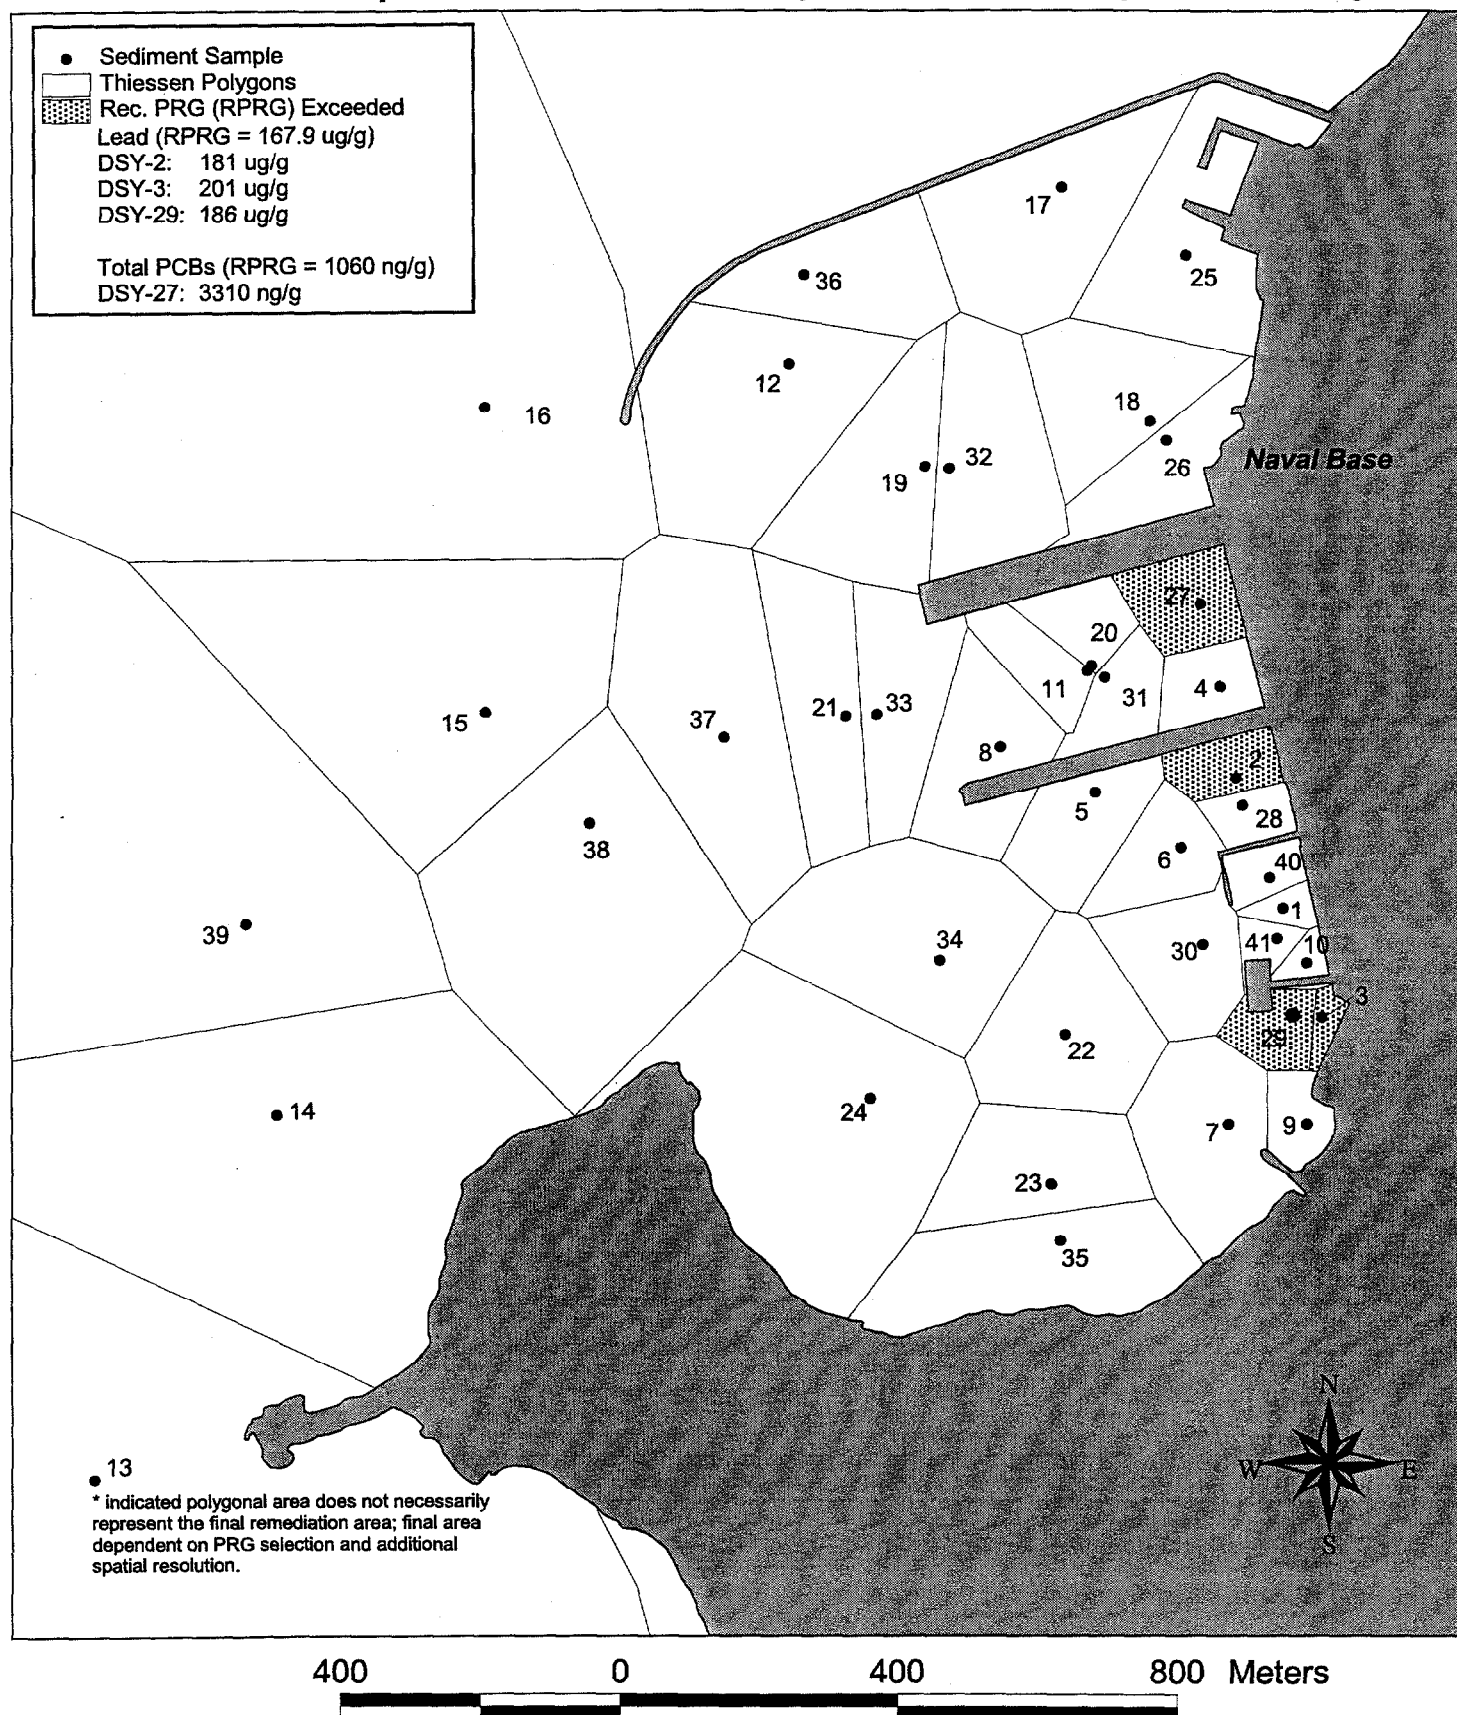 Sediment Sample
Thiessen Polygons
Rec. PRG (RPRG) Exceeded
Lead (RPRG = 167.9 ug/g)
DSY-2: 181 ug/g
DSY-3: 201 ug/g
DSY-29: 186 ug/g
Total PCBs (RPRG = 1060 ng/g)
DSY-27: 3310 ng/g
17
25
36
12
16
18
26
19
32
Naval Base
27
20
11
31
4
15
37
21
33
8
2
5
28
38
6
40
1
39
34
30
41
10
3
29
22
14
24
7
9
23
35
13
* indicated polygonal area does not necessarily
represent the final remediation area; final area
dependent on PRG selection and additional
spatial resolution.
N
W
E
S
400 0 400 800 Meters